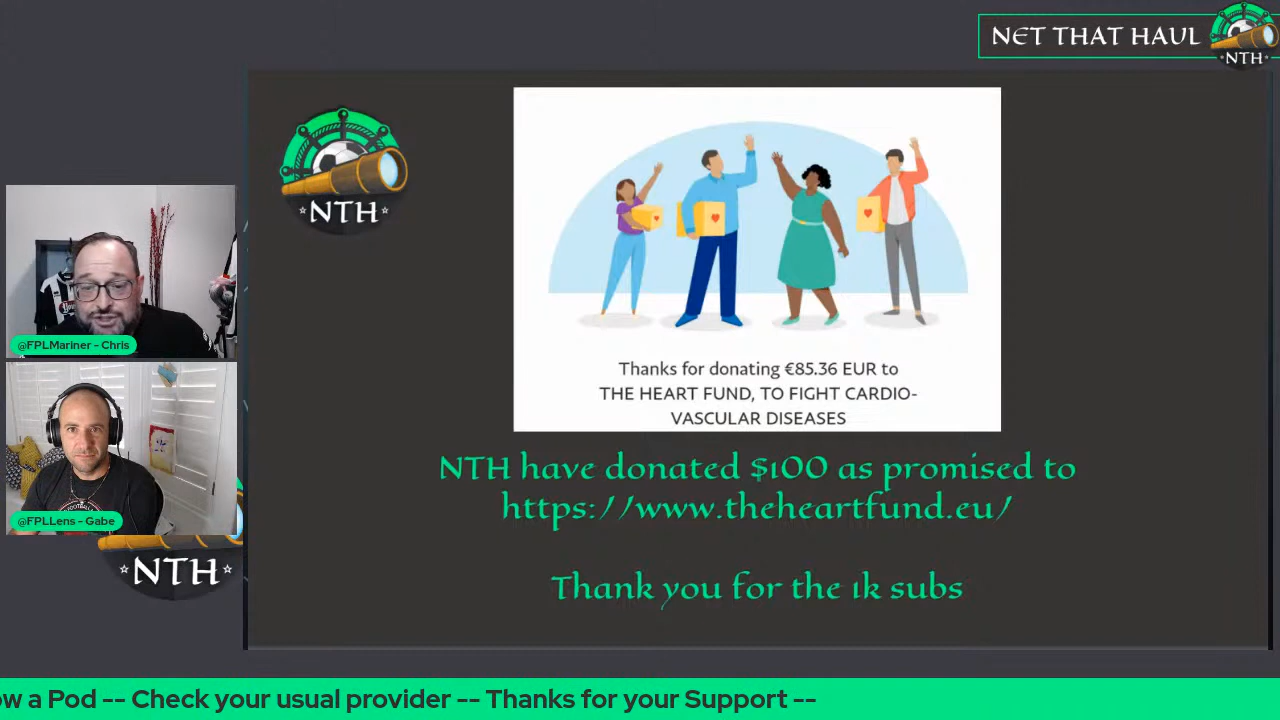 NET THAT HAUL
NTH
NTH
@FPLMariner - Chris
@FPLLens - Gabe
NTH
Thanks for donating €85.36 EUR to
THE HEART FUND, TO FIGHT CARDIO-
VASCULAR DISEASES
NTH have donated $100 as promised to
https://www.theheartfund.eu/
Thank you for the 1k subs
ow a Pod -- Check your usual provider -- Thanks for your Support --